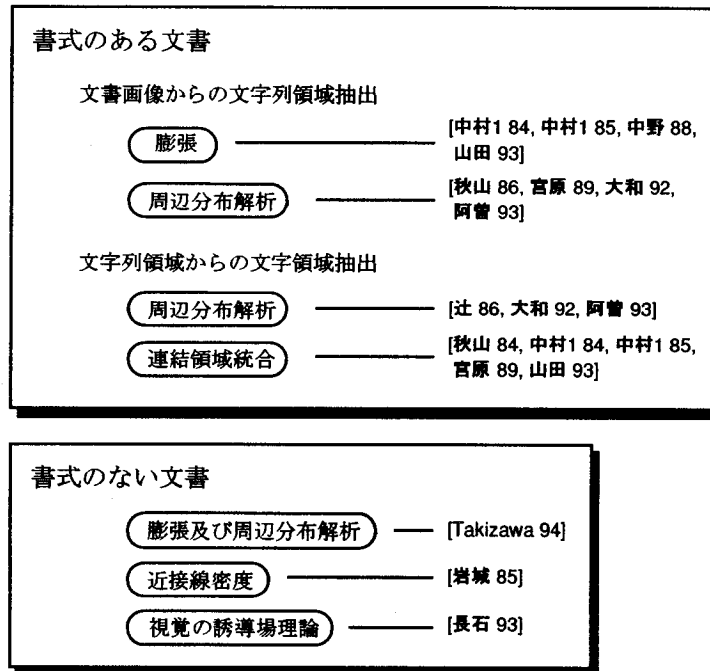 書式のある文書
文書画像からの文字列領域抽出
膨張
[中村1 84, 中村1 85, 中野 88,
山田 93]
周辺分布解析
[秋山 86, 宮原 89, 大和 92,
阿曽 93]
文字列領域からの文字領域抽出
周辺分布解析
[辻 86, 大和 92, 阿曽 93]
連結領域統合
[秋山 84, 中村1 84, 中村1 85,
宮原 89, 山田 93]
書式のない文書
膨張及び周辺分布解析
[Takizawa 94]
近接線密度
[岩城 85]
視覚の誘導場理論
[長石 93]